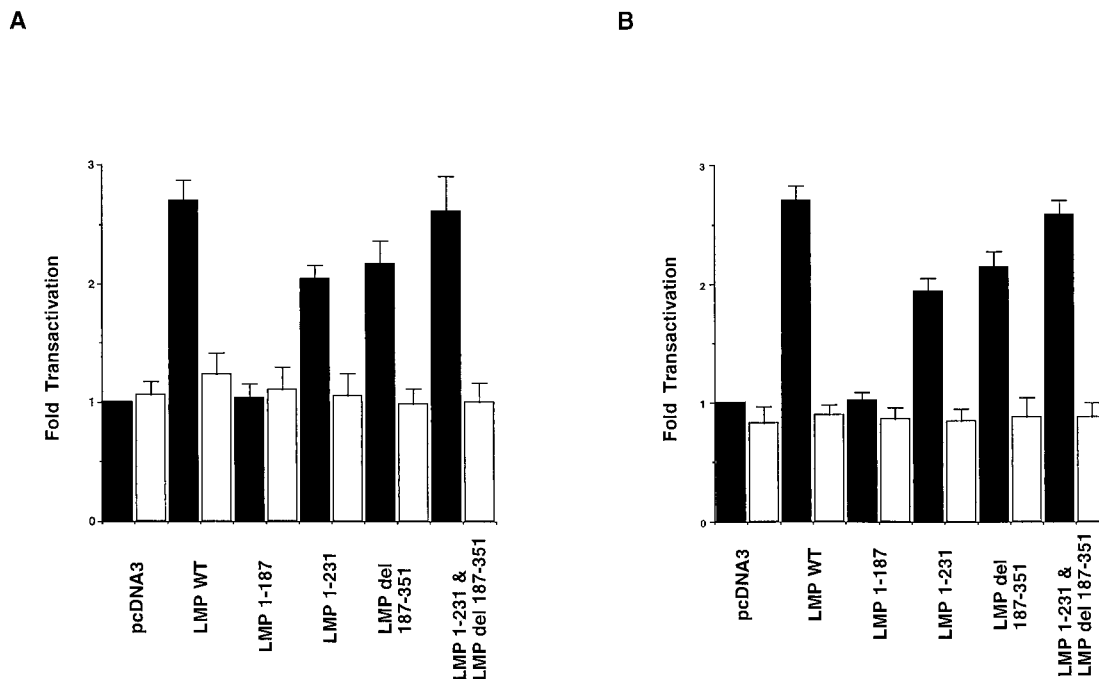 A
B
Fold Transactivation
3
2
1
0
pcDNA3
LMP WT
LMP 1-187
LMP 1-231
LMP del
187-351
LMP 1-231 &
LMP del 187-351
Fold Transactivation
3
2
1
0
pcDNA3
LMP WT
LMP 1-187
LMP 1-231
LMP del
187-351
LMP 1-231 &
LMP del 187-351